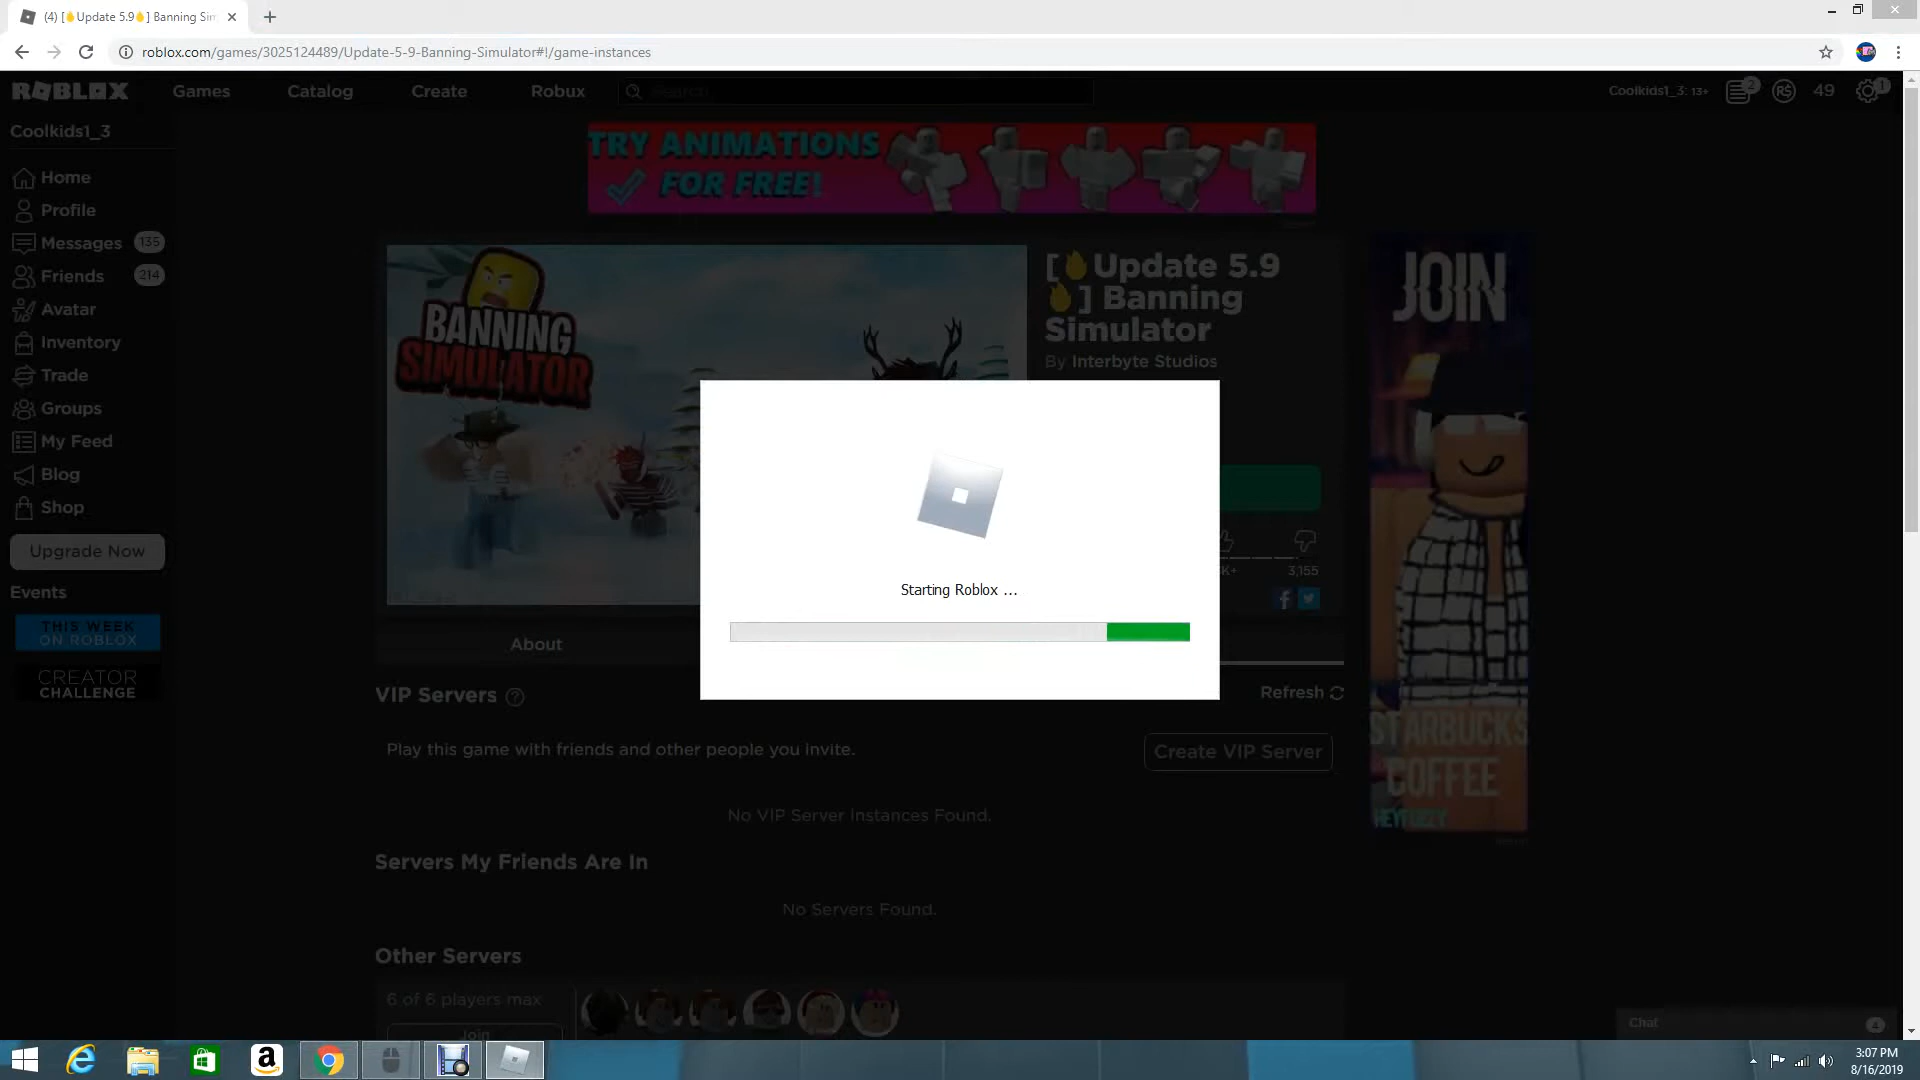 (4) [🔥Update 5.9🔥] Banning Sim
roblox.com/games/3025124489/Update-5-9-Banning-Simulator#!/game-instances
ROBLOX Games Catalog Create Robux Search
Coolkids1_3: 13+ 2 R$ 49 1
Coolkids1_3
Home
Profile
Messages 135
Friends 214
Avatar
Inventory
Trade
Groups
My Feed
Blog
Shop
Upgrade Now
Events
THIS WEEK
ON ROBLOX
CREATOR
CHALLENGE
TRY ANIMATIONS
FOR FREE!
BANNING
SIMULATOR
[🔥Update 5.9
🔥] Banning
Simulator
By Interbyte Studios
K+ 3,155
Starting Roblox ...
About
VIP Servers ?
Refresh
Play this game with friends and other people you invite.
Create VIP Server
No VIP Server Instances Found.
Servers My Friends Are In
No Servers Found.
Other Servers
6 of 6 players max
Join
JOIN
STARBUCKS
COFFEE
Chat 4
3:07 PM
8/16/2019